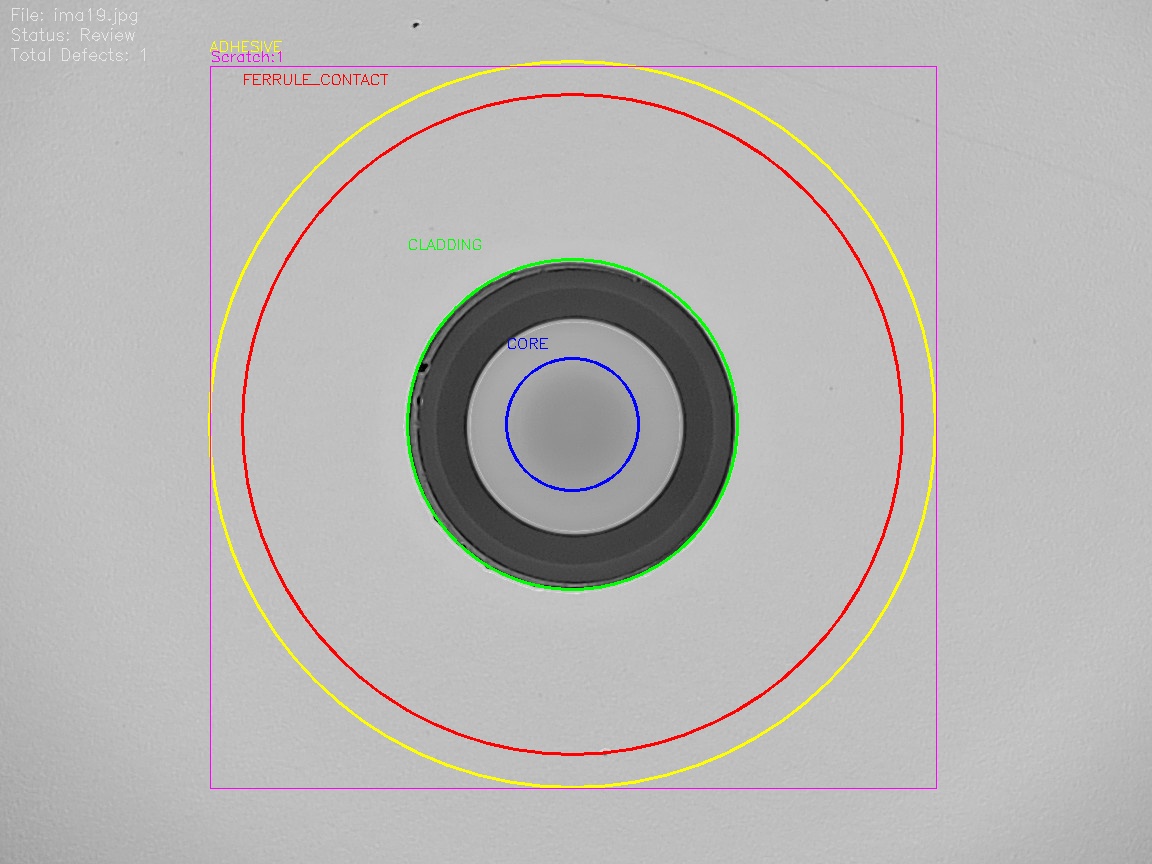 File: ima19.jpg
Status: Review
Total Defects: 1
ADHESIVE
Scratch:1
FERRULE_CONTACT
CLADDING
CORE